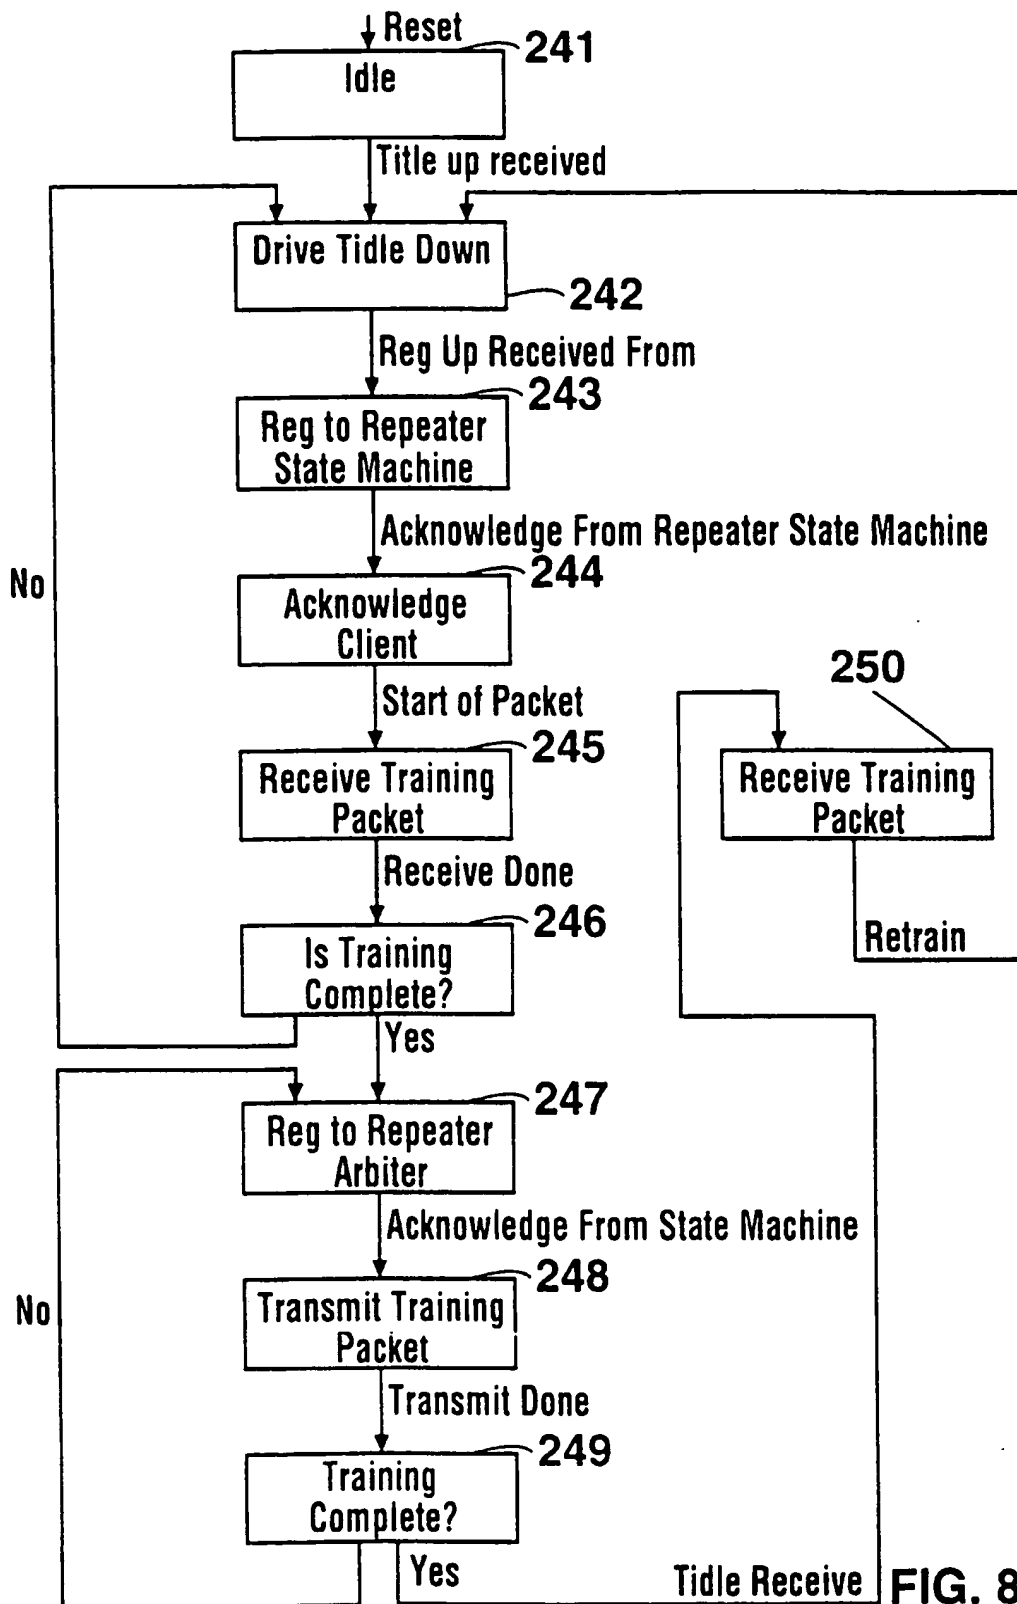 Reset
241
Idle
Title up received
Drive Tidle Down
242
Reg Up Received From
243
Reg to Repeater
State Machine
Acknowledge From Repeater State Machine
244
No
Acknowledge
Client
Start of Packet
245
Receive Training
Packet
250
Receive Training
Packet
Receive Done
246
Retrain
Is Training
Complete?
Yes
247
Reg to Repeater
Arbiter
Acknowledge From State Machine
248
No
Transmit Training
Packet
Transmit Done
249
Training
Complete?
Yes
Tidle Receive
FIG. 8